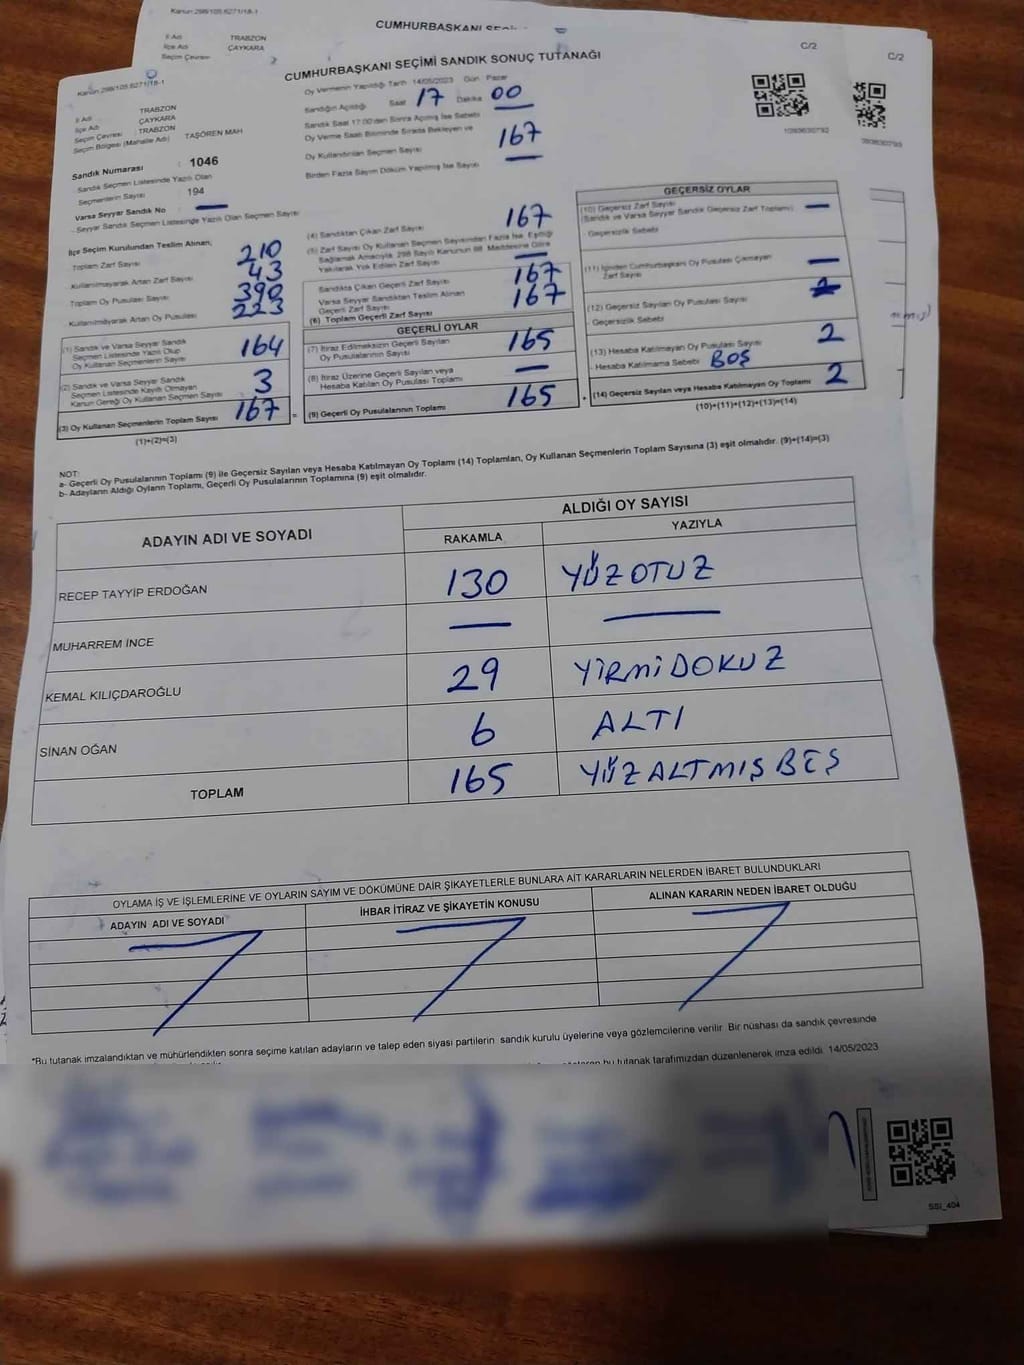 Kanun:298/105.6271/18-1
İl Adı TRABZON
İlçe Adı ÇAYKARA
Seçim Çevresi
CUMHURBAŞKANI
C/2
Kanun:298/105.6271/18-1
CUMHURBAŞKANI SEÇİMİ SANDIK SONUÇ TUTANAĞI
C/2
İl Adı TRABZON
İlçe Adı ÇAYKARA
Seçim Çevresi TRABZON
Seçim Bölgesi (Mahalle Adı) TAŞÖREN MAH
Sandık Numarası : 1046
Sandık Seçmen Listesinde Yazılı Olan
Seçmenlerin Sayısı : 194
Varsa Seyyar Sandık No —
- Seyyar Sandık Seçmen Listesinde Yazılı Olan Seçmen Sayısı
Oy Vermenin Yapıldığı Tarih 14/05/2023 Gün Pazar
Sandığın Açıldığı Saat 17 Dakika 00
Sandık Saat 17:00'den Sonra Açılmış İse Sebebi —
Oy Verme Saati Bitiminde Sırada Bekleyen ve
Oy Kullandırılan Seçmen Sayısı 167
Birden Fazla Sayım Döküm Yapılmış İse Sayısı —
1093630792
İlçe Seçim Kurulundan Teslim Alınan;
Toplam Zarf Sayısı 210
- Kullanılmayarak Artan Zarf Sayısı 43
Toplam Oy Pusulası Sayısı 390
- Kullanılmayarak Artan Oy Pusulası 223
(1) Sandık ve Varsa Seyyar Sandık
Seçmen Listesinde Yazılı Olup
Oy Kullanan Seçmenlerin Sayısı 164
(2) Sandık ve Varsa Seyyar Sandık
Seçmen Listesinde Kayıtlı Olmayan
Kanun Gereği Oy Kullanan Seçmen Sayısı 3
(3) Oy Kullanan Seçmenlerin Toplam Sayısı 167 =
(1)+(2)=(3)
(4) Sandıktan Çıkan Zarf Sayısı 167
(5) Zarf Sayısı Oy Kullanan Seçmen Sayısından Fazla İse, Eşitliği
Sağlamak Amacıyla, 298 Sayılı Kanunun 98. Maddesine Göre
Yakılarak Yok Edilen Zarf Sayısı —
Sandıkta Çıkan Geçerli Zarf Sayısı 167
Varsa Seyyar Sandıktan Teslim Alınan
Geçerli Zarf Sayısı
(6) Toplam Geçerli Zarf Sayısı 167
GEÇERLİ OYLAR
(7) İtiraz Edilmeksizin Geçerli Sayılan
Oy Pusulalarının Sayısı 165
(8) İtiraz Üzerine Geçerli Sayılan veya
Hesaba Katılan Oy Pusulası Toplamı —
(9) Geçerli Oy Pusulalarının Toplamı 165 +
GEÇERSİZ OYLAR
(10) Geçersiz Zarf Sayısı —
(Sandık ve Varsa Seyyar Sandık Geçersiz Zarf Toplamı)
- Geçersizlik Sebebi
(11) İçinden Cumhurbaşkanı Oy Pusulası Çıkmayan
Zarf Sayısı —
(12) Geçersiz Sayılan Oy Pusulası Sayısı
- Geçersizlik Sebebi
(13) Hesaba Katılmayan Oy Pusulası Sayısı 2
- Hesaba Katılmama Sebebi BOŞ
(14) Geçersiz Sayılan veya Hesaba Katılmayan Oy Toplamı 2
(10)+(11)+(12)+(13)=(14)
NOT:
a- Geçerli Oy Pusulalarının Toplamı (9) ile Geçersiz Sayılan veya Hesaba Katılmayan Oy Toplamı (14) Toplamları, Oy Kullanan Seçmenlerin Toplam Sayısına (3) eşit olmalıdır. (9)+(14)=(3)
b- Adayların Aldığı Oyların Toplamı, Geçerli Oy Pusulalarının Toplamına (9) eşit olmalıdır.
ADAYIN ADI VE SOYADI
ALDIĞI OY SAYISI
RAKAMLA YAZIYLA
RECEP TAYYİP ERDOĞAN 130 YÜZOTUZ
MUHARREM İNCE — —
KEMAL KILIÇDAROĞLU 29 YİRMİDOKUZ
SİNAN OĞAN 6 ALTI
TOPLAM 165 YÜZALTMIŞBEŞ
OYLAMA İŞ VE İŞLEMLERİNE VE OYLARIN SAYIM VE DÖKÜMÜNE DAİR ŞİKAYETLERLE BUNLARA AİT KARARLARIN NELERDEN İBARET BULUNDUKLARI
ADAYIN ADI VE SOYADI İHBAR İTİRAZ VE ŞİKAYETİN KONUSU ALINAN KARARIN NEDEN İBARET OLDUĞU
*Bu tutanak imzalandıktan ve mühürlendikten sonra seçime katılan adayların ve talep eden siyasi partilerin sandık kurulu üyelerine veya gözlemcilerine verilir. Bir nüshası da sandık çevresinde
bu tutanak tarafımızdan düzenlenerek imza edildi. 14/05/2023
SSI_404